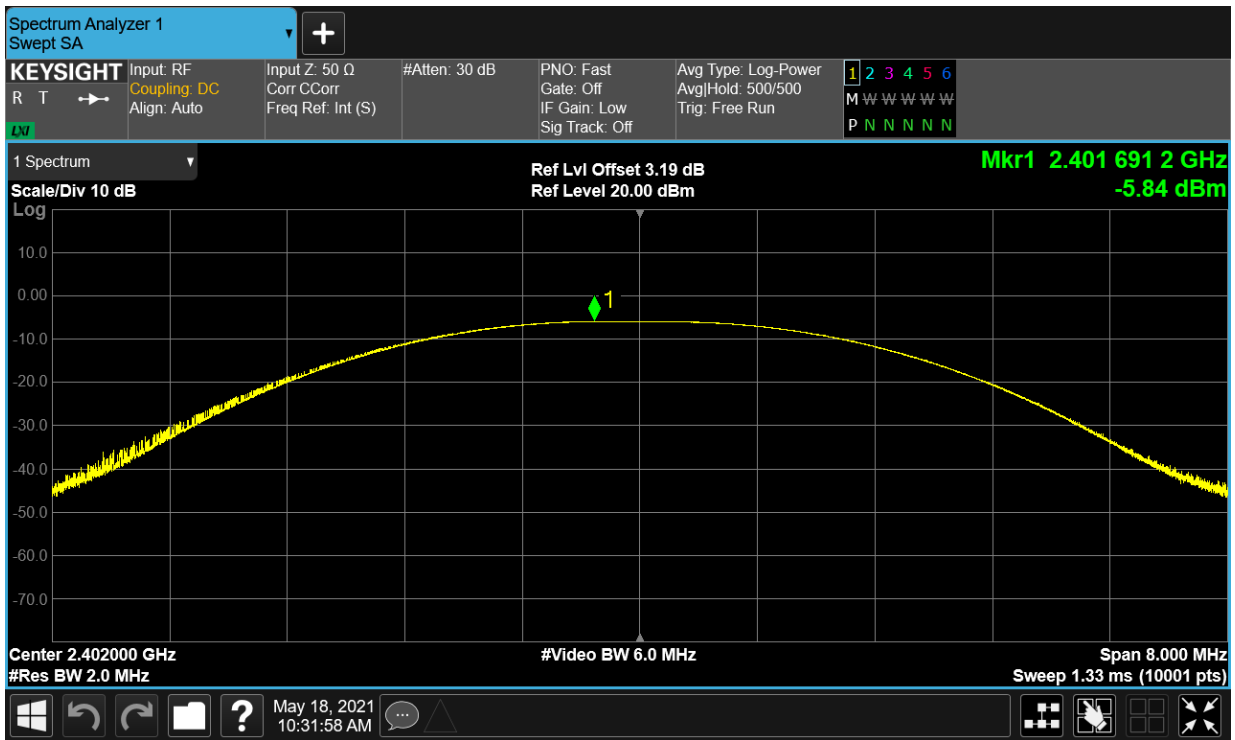 Spectrum Analyzer 1
Swept SA
KEYSIGHT
R T
LXI
Input: RF
Coupling: DC
Align: Auto
Input Z: 50 Ω
Corr CCorr
Freq Ref: Int (S)
#Atten: 30 dB
PNO: Fast
Gate: Off
IF Gain: Low
Sig Track: Off
Avg Type: Log-Power
Avg|Hold: 500/500
Trig: Free Run
1 2 3 4 5 6
M W W W W W
P N N N N N
1 Spectrum
Scale/Div 10 dB
Log
Ref Lvl Offset 3.19 dB
Ref Level 20.00 dBm
Mkr1 2.401 691 2 GHz
-5.84 dBm
10.0
0.00
-10.0
-20.0
-30.0
-40.0
-50.0
-60.0
-70.0
1
Center 2.402000 GHz
#Res BW 2.0 MHz
#Video BW 6.0 MHz
Span 8.000 MHz
Sweep 1.33 ms (10001 pts)
?
May 18, 2021
10:31:58 AM